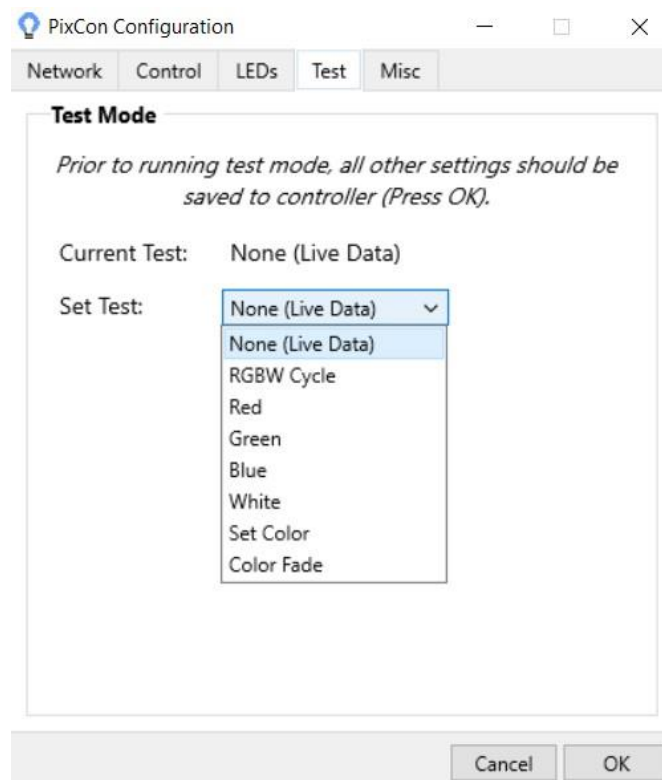 PixCon Configuration
Network Control LEDs Test Misc
Test Mode
Prior to running test mode, all other settings should be
saved to controller (Press OK).
Current Test: None (Live Data)
Set Test: None (Live Data)
None (Live Data)
RGBW Cycle
Red
Green
Blue
White
Set Color
Color Fade
Cancel OK